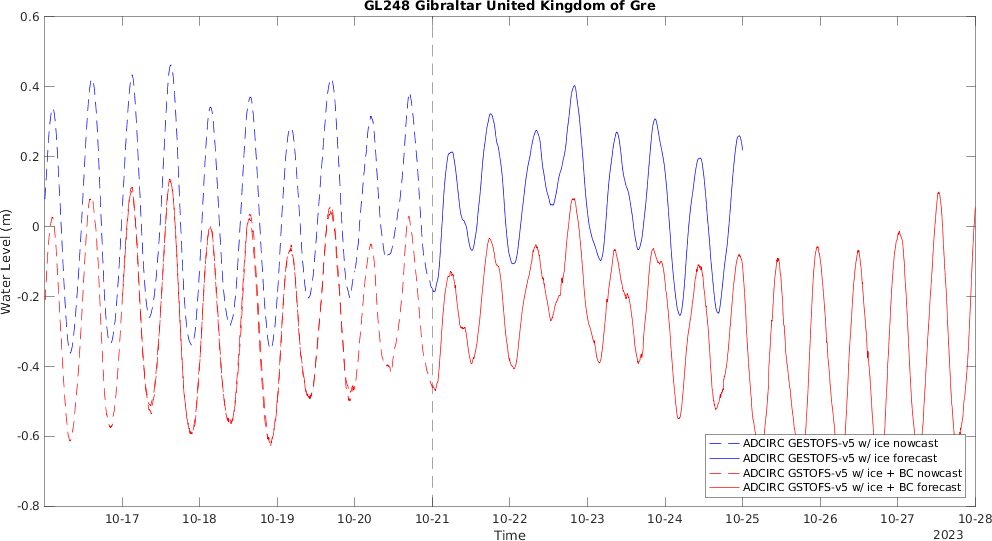 GL248 Gibraltar United Kingdom of Gre
0.6
0.4
0.2
0
-0.2
-0.4
-0.6
-0.8
Water Level (m)
ADCIRC GESTOFS-v5 w/ ice nowcast
ADCIRC GESTOFS-v5 w/ ice forecast
ADCIRC GSTOFS-v5 w/ ice + BC nowcast
ADCIRC GSTOFS-v5 w/ ice + BC forecast
10-17 10-18 10-19 10-20 10-21 10-22 10-23 10-24 10-25 10-26 10-27 10-28
Time
2023